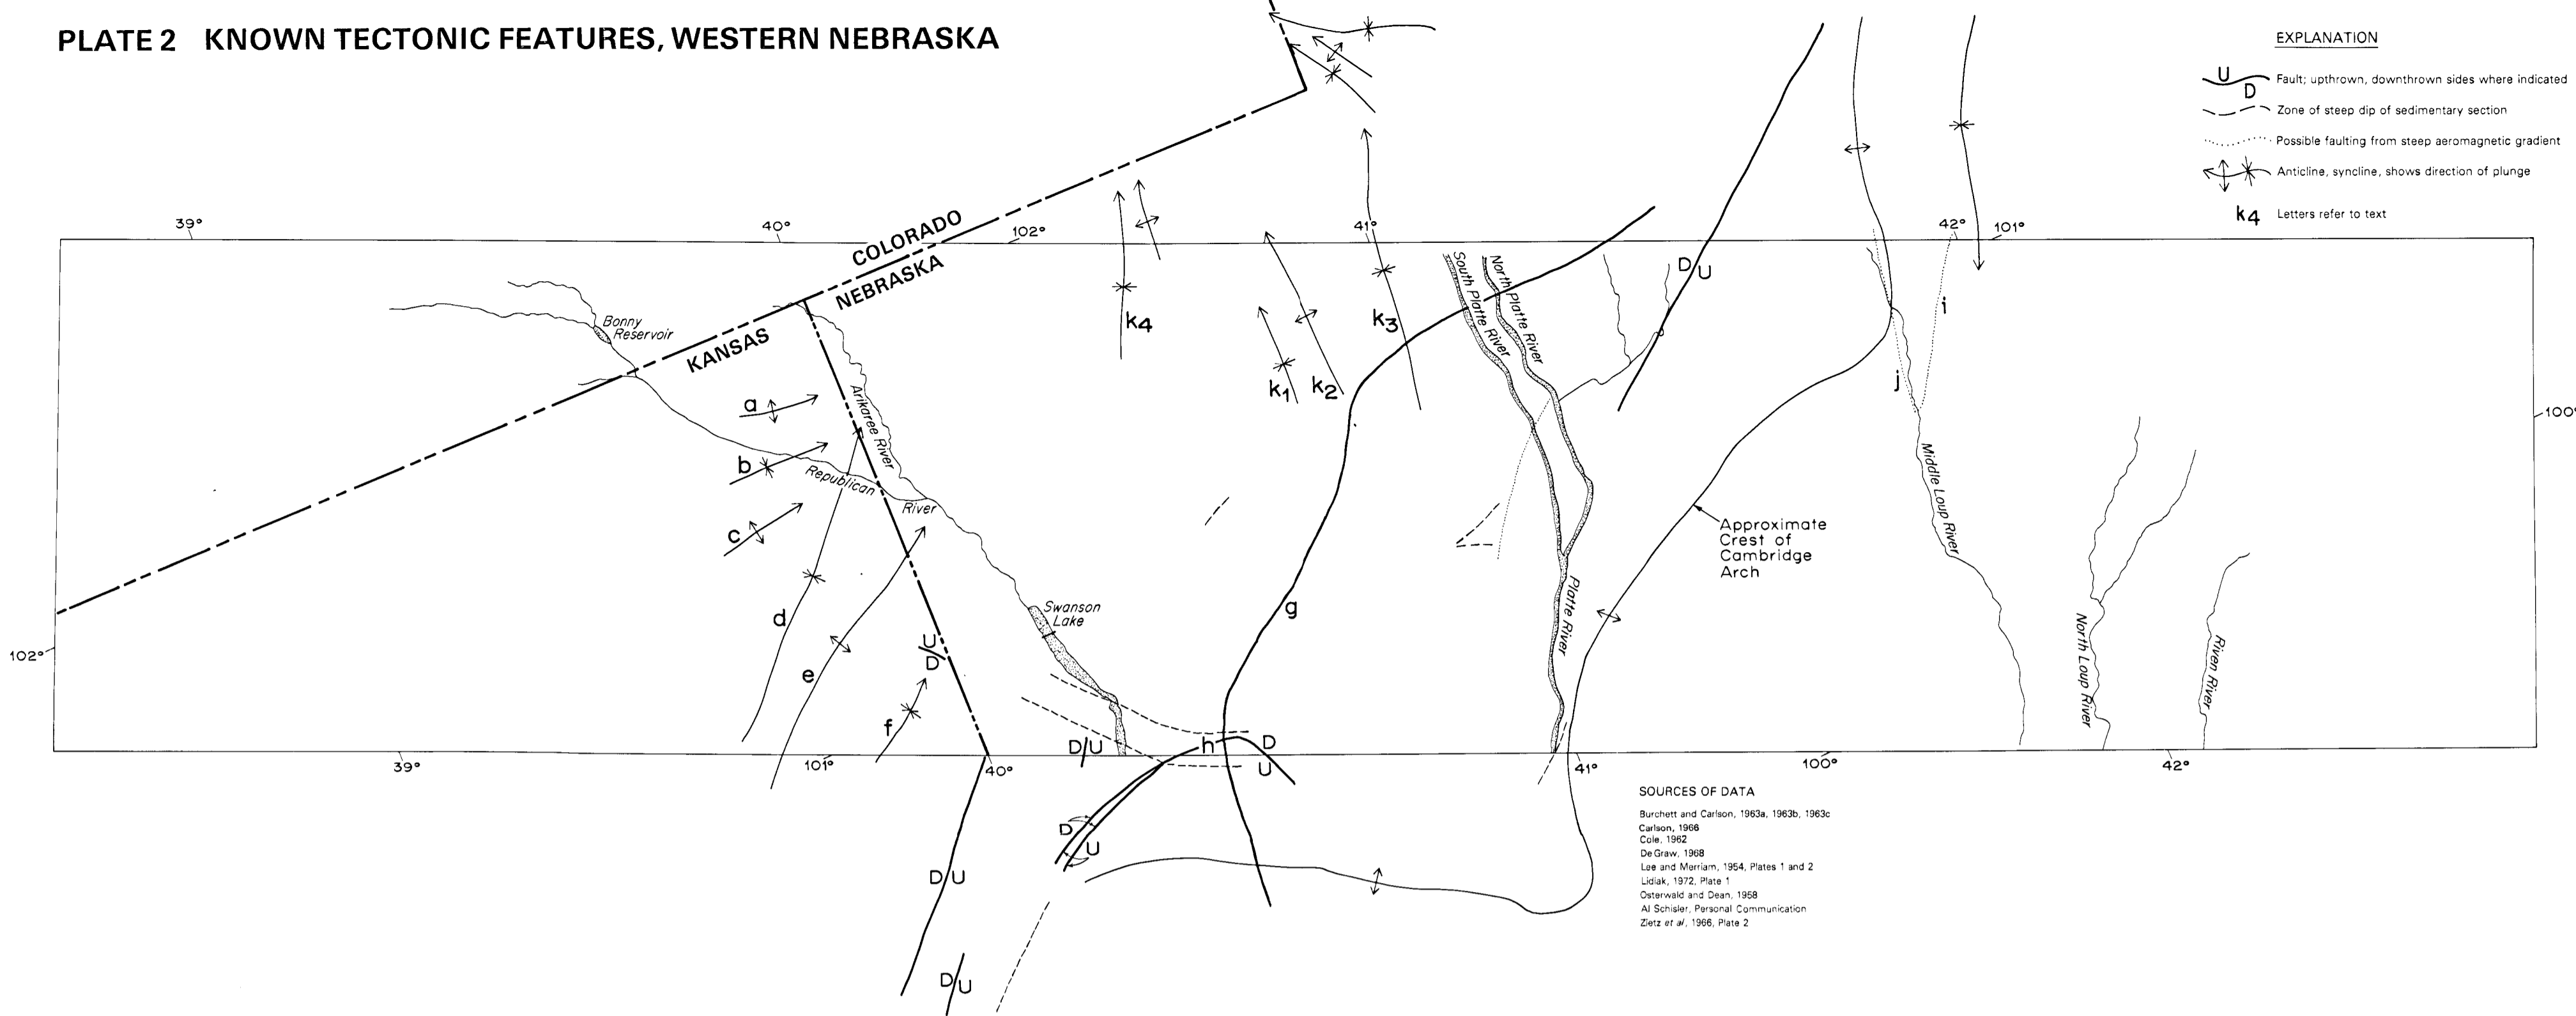 PLATE 2 KNOWN TECTONIC FEATURES, WESTERN NEBRASKA
EXPLANATION
U
D
Fault; upthrown, downthrown sides where indicated
Zone of steep dip of sedimentary section
Possible faulting from steep aeromagnetic gradient
Anticline, syncline, shows direction of plunge
k4 Letters refer to text
39°
40°
102°
41°
42°
101°
COLORADO
NEBRASKA
KANSAS
Bonny
Reservoir
Arikaree River
Republican
River
Swanson
Lake
South Platte River
North Platte River
Platte River
Middle Loup River
North Loup River
Riven River
Approximate
Crest of
Cambridge
Arch
a
b
c
d
e
f
g
h
i
j
k1
k2
k3
k4
D U
U
D
D U
D
U
D
U
D U
D U
100°
102°
39°
101°
40°
41°
100°
42°
SOURCES OF DATA
Burchett and Carlson, 1963a, 1963b, 1963c
Carlson, 1966
Cole, 1962
De Graw, 1968
Lee and Merriam, 1954, Plates 1 and 2
Lidiak, 1972, Plate 1
Osterwald and Dean, 1958
Al Schisler, Personal Communication
Zietz et al, 1966, Plate 2